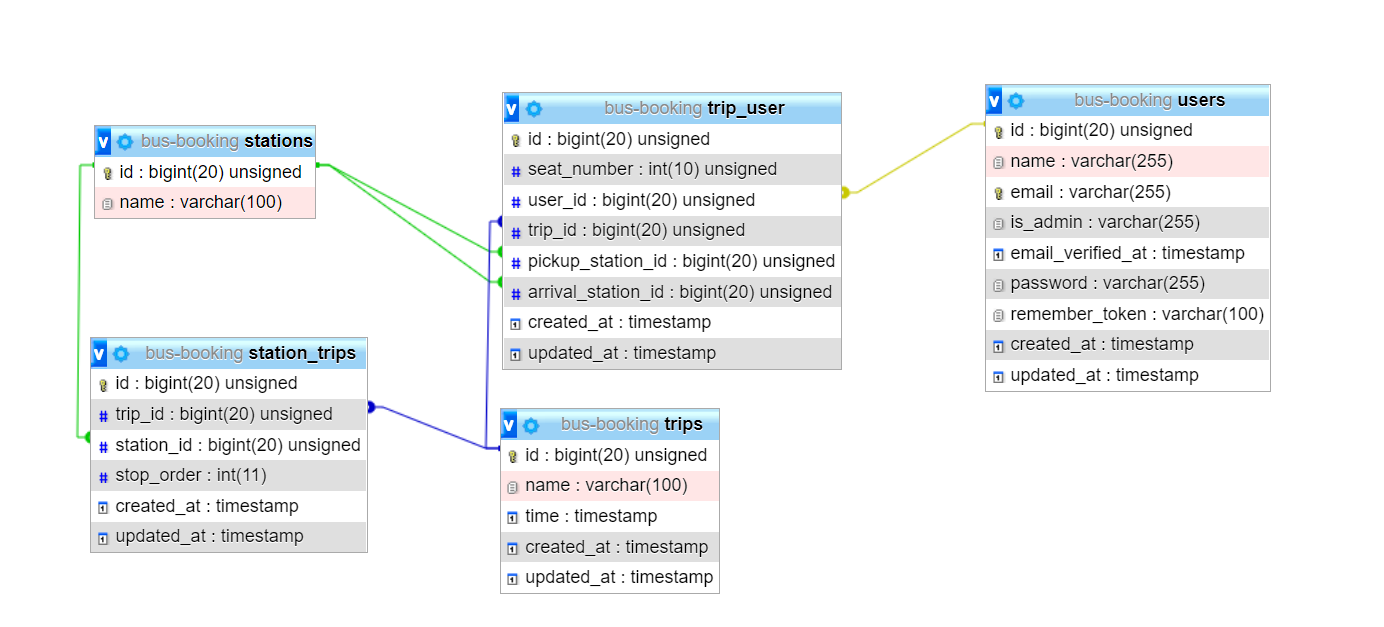 bus-booking stations
id : bigint(20) unsigned
name : varchar(100)
bus-booking station_trips
id : bigint(20) unsigned
trip_id : bigint(20) unsigned
station_id : bigint(20) unsigned
stop_order : int(11)
created_at : timestamp
updated_at : timestamp
bus-booking trip_user
id : bigint(20) unsigned
seat_number : int(10) unsigned
user_id : bigint(20) unsigned
trip_id : bigint(20) unsigned
pickup_station_id : bigint(20) unsigned
arrival_station_id : bigint(20) unsigned
created_at : timestamp
updated_at : timestamp
bus-booking trips
id : bigint(20) unsigned
name : varchar(100)
time : timestamp
created_at : timestamp
updated_at : timestamp
bus-booking users
id : bigint(20) unsigned
name : varchar(255)
email : varchar(255)
is_admin : varchar(255)
email_verified_at : timestamp
password : varchar(255)
remember_token : varchar(100)
created_at : timestamp
updated_at : timestamp